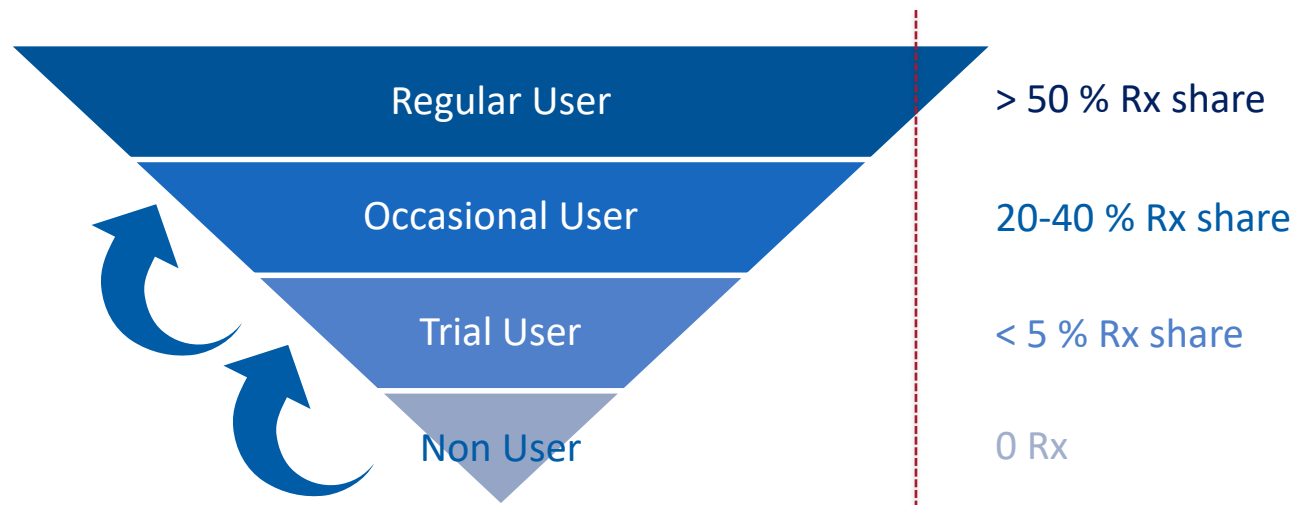 Regular User
> 50 % Rx share
Occasional User
20-40 % Rx share
Trial User
< 5 % Rx share
Non User
0 Rx